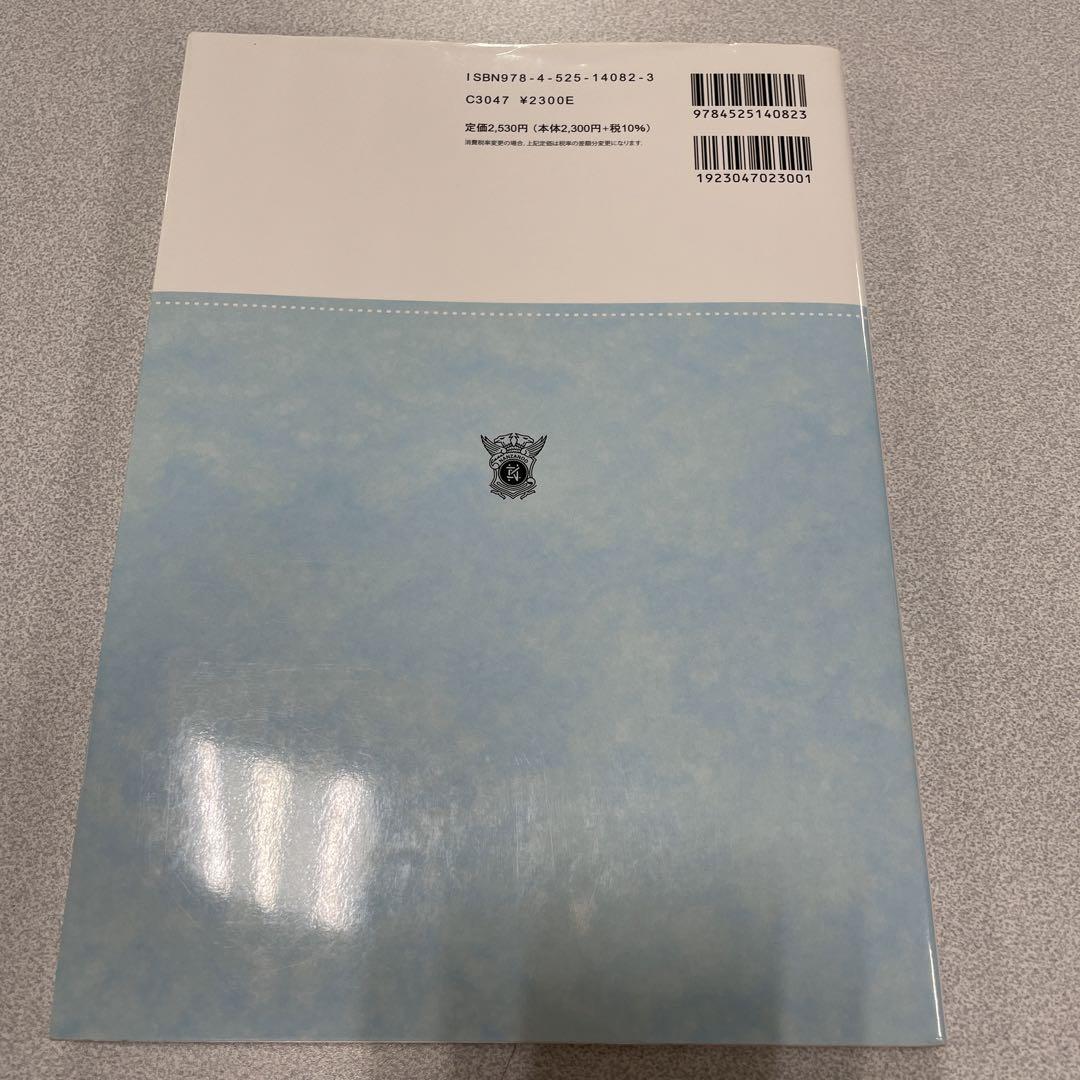 ISBN978-4-525-14082-3
C3047 ¥2300E
定価2,530円（本体2,300円+税10%）
消費税率変更の場合, 上記定価は税率の差額分変更になります.
9784525140823
1923047023001
NANZANDO